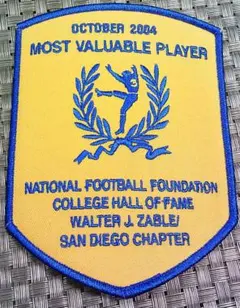 OCTOBER 2004
MOST VALUABLE PLAYER
NATIONAL FOOTBALL FOUNDATION
COLLEGE HALL OF FAME
WALTER J. ZABLE/
SAN DIEGO CHAPTER